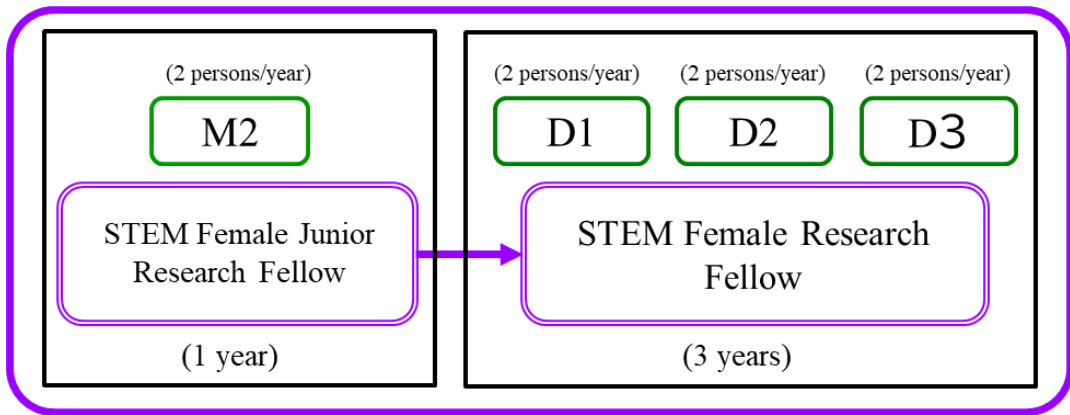 (2 persons/year)
M2
STEM Female Junior
Research Fellow
(1 year)
(2 persons/year) (2 persons/year) (2 persons/year)
D1 D2 D3
STEM Female Research
Fellow
(3 years)